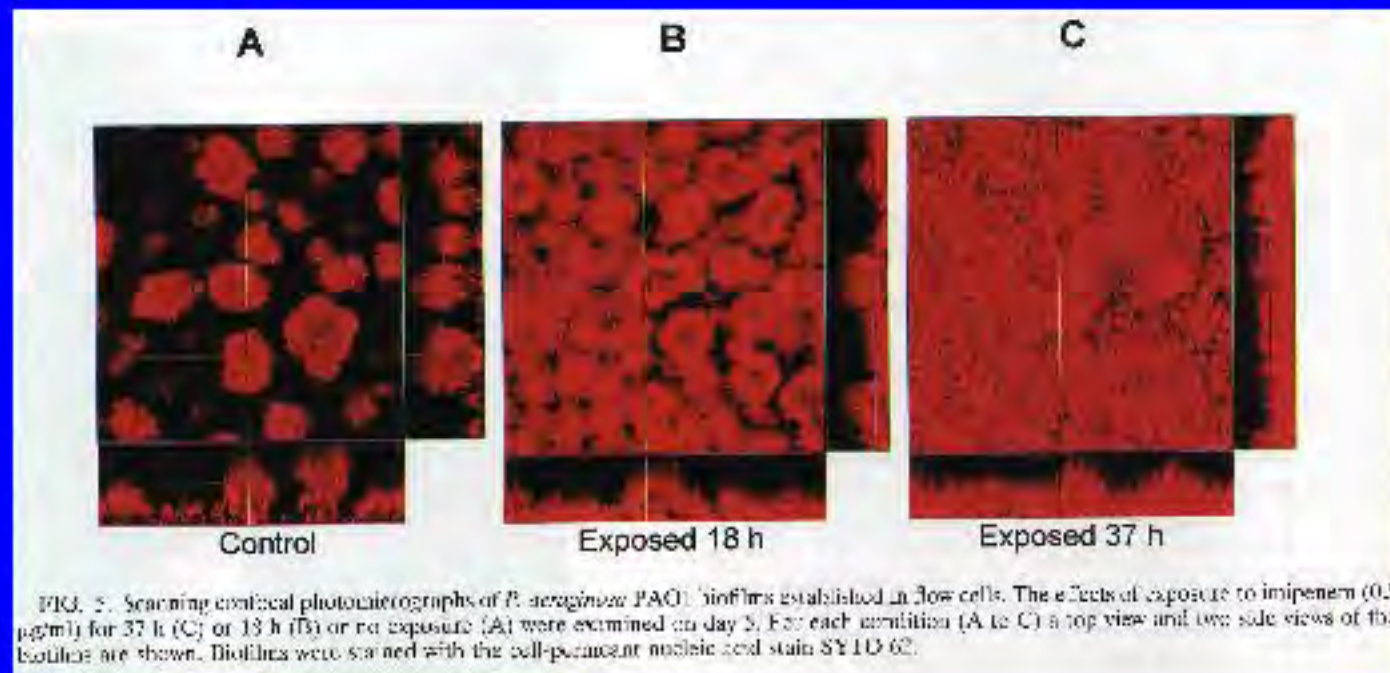 A B C
Control Exposed 18 h Exposed 37 h
FIG. 5. Scanning confocal photomicrographs of P. aeruginosa PAO1 biofilms established in flow cells. The effects of exposure to imipenem
μg/ml) for 37 h (C) or 18 h (B) or no exposure (A) were examined on day 5. For each condition (A to C) a top view and two side views of the
biofilms are shown. Biofilms were stained with the cell-permeant nucleic acid stain SYTO 62.